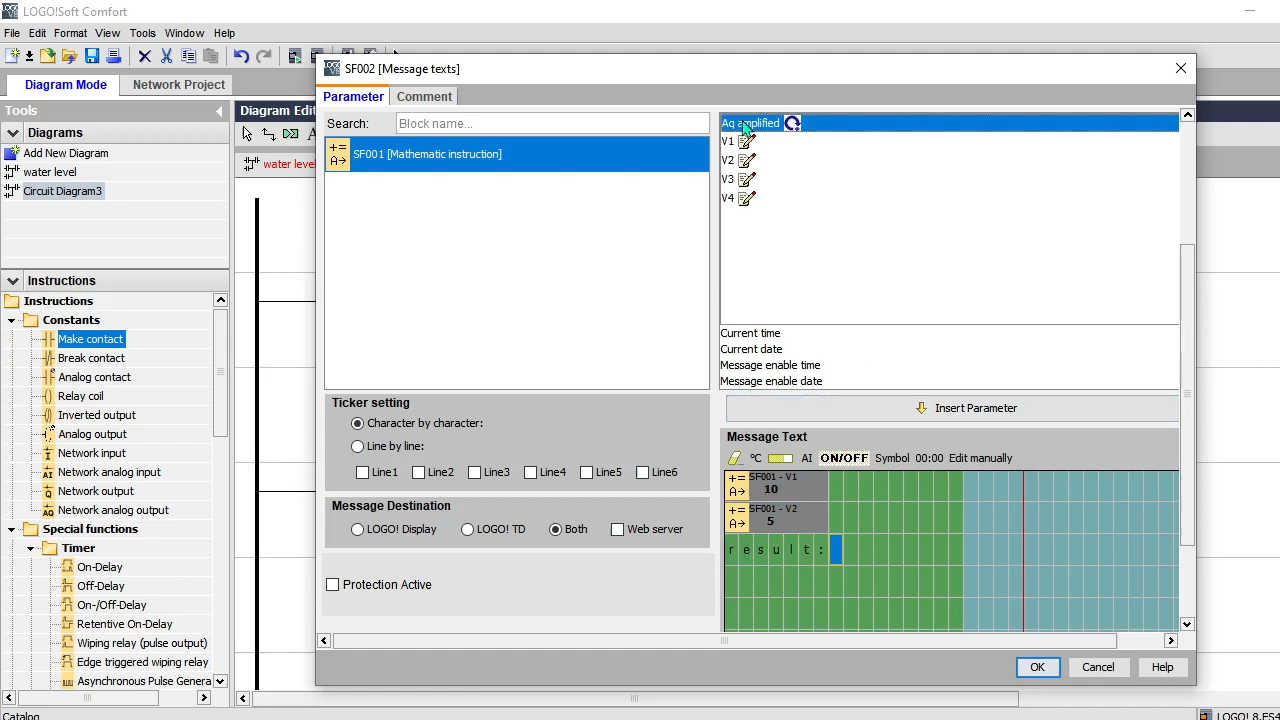 LOGO!Soft Comfort
File Edit Format View Tools Window Help
Diagram Mode Network Project
Tools
Diagrams
Add New Diagram
water level
Circuit Diagram3
Instructions
Instructions
Constants
Make contact
Break contact
Analog contact
Relay coil
Inverted output
Analog output
Network input
Network analog input
Network output
Network analog output
Special functions
Timer
On-Delay
Off-Delay
On-/Off-Delay
Retentive On-Delay
Wiping relay (pulse output)
Edge triggered wiping relay
Asynchronous Pulse Genera
Catalog
Diagram Edit
water level
SF002 [Message texts]
Parameter Comment
Search: Block name...
SF001 [Mathematic instruction]
Aq amplified
V1
V2
V3
V4
Current time
Current date
Message enable time
Message enable date
Insert Parameter
Ticker setting
Character by character:
Line by line:
Line1 Line2 Line3 Line4 Line5 Line6
Message Destination
LOGO! Display LOGO! TD Both Web server
Protection Active
Message Text
°C AI ON/OFF Symbol 00:00 Edit manually
SF001 - V1
10
SF001 - V2
5
result:
OK Cancel Help
LOGO! 8.FS4